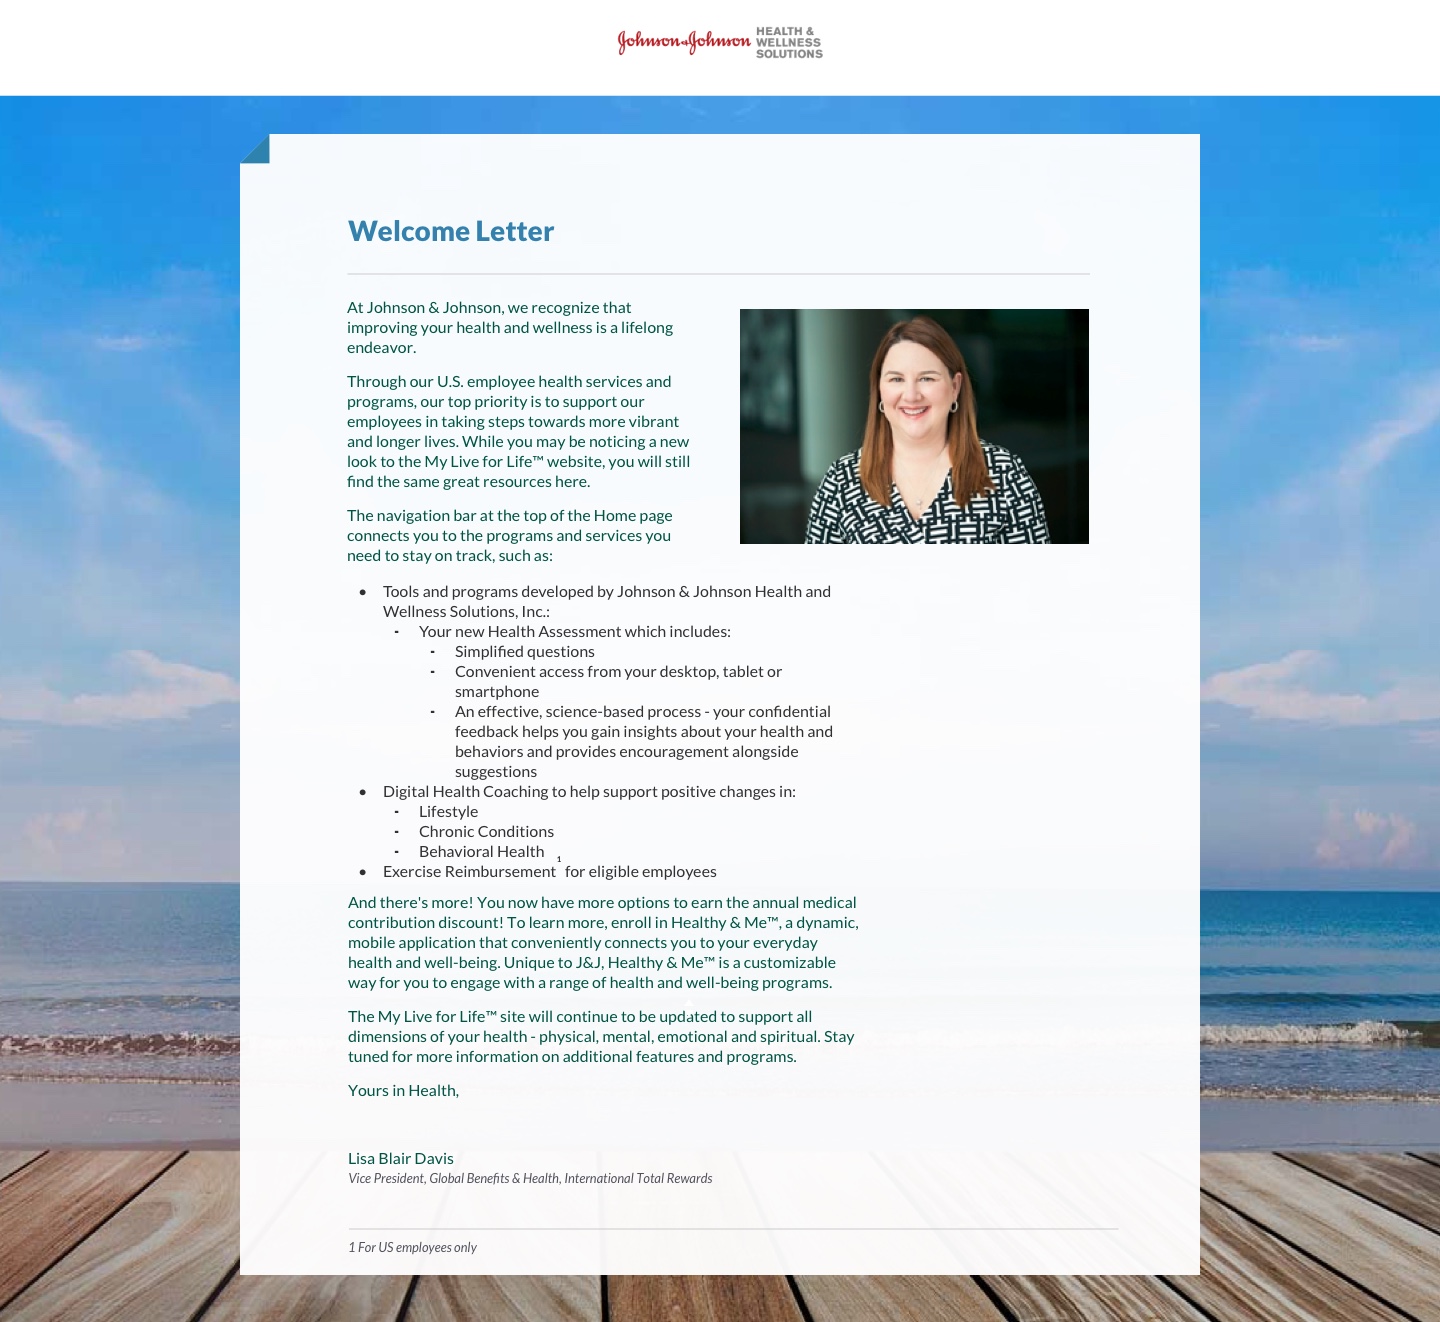 Johnson & Johnson HEALTH &
WELLNESS
SOLUTIONS
Welcome Letter
At Johnson & Johnson, we recognize that
improving your health and wellness is a lifelong
endeavor.
Through our U.S. employee health services and
programs, our top priority is to support our
employees in taking steps towards more vibrant
and longer lives. While you may be noticing a new
look to the My Live for Life™ website, you will still
find the same great resources here.
The navigation bar at the top of the Home page
connects you to the programs and services you
need to stay on track, such as:
• Tools and programs developed by Johnson & Johnson Health and
Wellness Solutions, Inc.:
- Your new Health Assessment which includes:
- Simplified questions
- Convenient access from your desktop, tablet or
smartphone
- An effective, science-based process - your confidential
feedback helps you gain insights about your health and
behaviors and provides encouragement alongside
suggestions
• Digital Health Coaching to help support positive changes in:
- Lifestyle
- Chronic Conditions
- Behavioral Health
• Exercise Reimbursement ¹ for eligible employees
And there's more! You now have more options to earn the annual medical
contribution discount! To learn more, enroll in Healthy & Me™, a dynamic,
mobile application that conveniently connects you to your everyday
health and well-being. Unique to J&J, Healthy & Me™ is a customizable
way for you to engage with a range of health and well-being programs.
The My Live for Life™ site will continue to be updated to support all
dimensions of your health - physical, mental, emotional and spiritual. Stay
tuned for more information on additional features and programs.
Yours in Health,
Lisa Blair Davis
Vice President, Global Benefits & Health, International Total Rewards
1 For US employees only